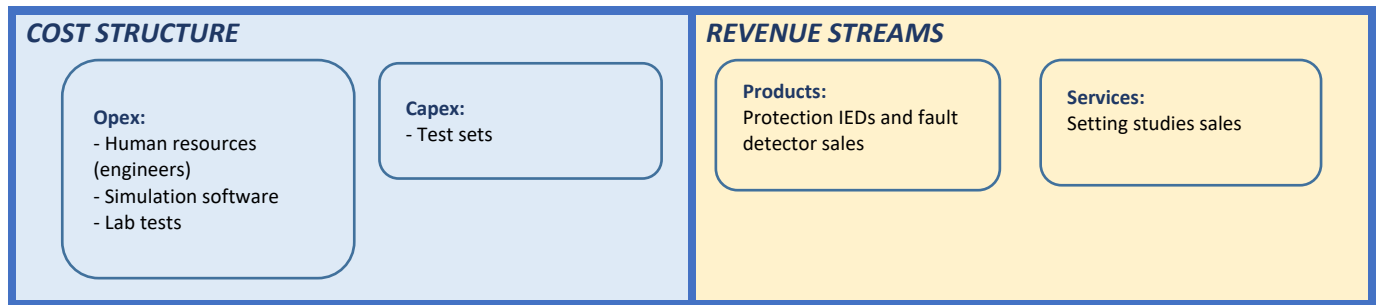 COST STRUCTURE
Opex:
- Human resources
(engineers)
- Simulation software
- Lab tests
Capex:
- Test sets
REVENUE STREAMS
Products:
Protection IEDs and fault
detector sales
Services:
Setting studies sales